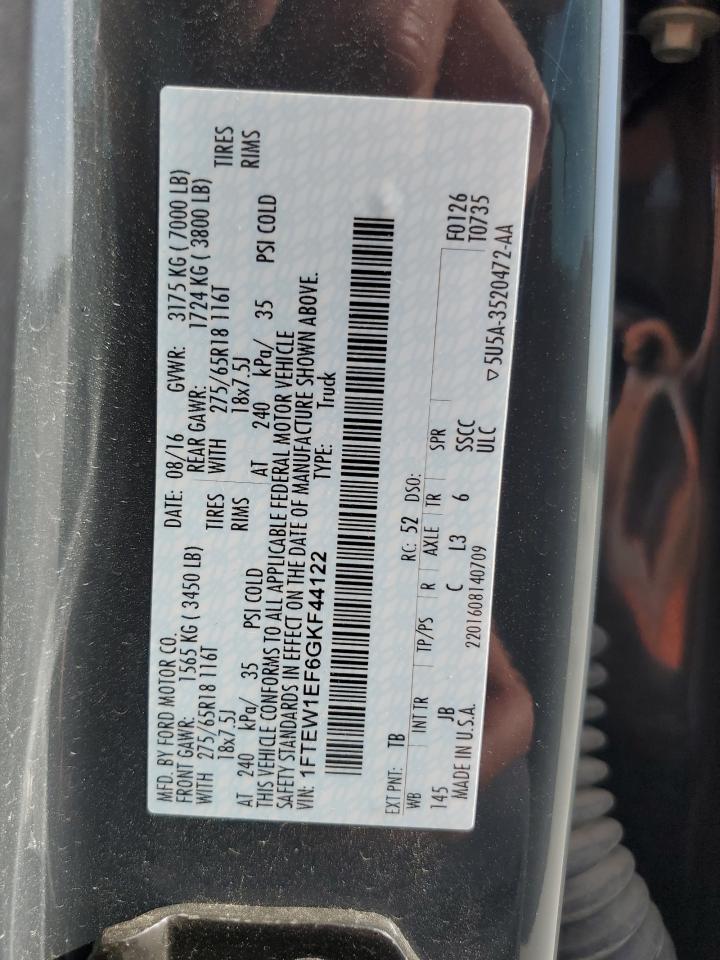 MFD. BY FORD MOTOR CO.
DATE: 08/16 GVWR: 3175 KG ( 7000 LB)
FRONT GAWR: 1565 KG ( 3450 LB) REAR GAWR: 1724 KG ( 3800 LB)
WITH 275/65R18 116T TIRES WITH 275/65R18 116T TIRES
18x7.5J RIMS 18x7.5J RIMS
AT 240 kPa/ 35 PSI COLD AT 240 kPa/ 35 PSI COLD
THIS VEHICLE CONFORMS TO ALL APPLICABLE FEDERAL MOTOR VEHICLE
SAFETY STANDARDS IN EFFECT ON THE DATE OF MANUFACTURE SHOWN ABOVE.
VIN: 1FTEW1EF6GKF44122 TYPE: Truck
F0126
T0735
EXT PNT: TB RC: 52 DSO:
WB INT TR TP/PS R AXLE TR SPR
145 JB C L3 6 SSCC
ULC
MADE IN U.S.A. 2201608140709 ▽5U5A-3520472-AA